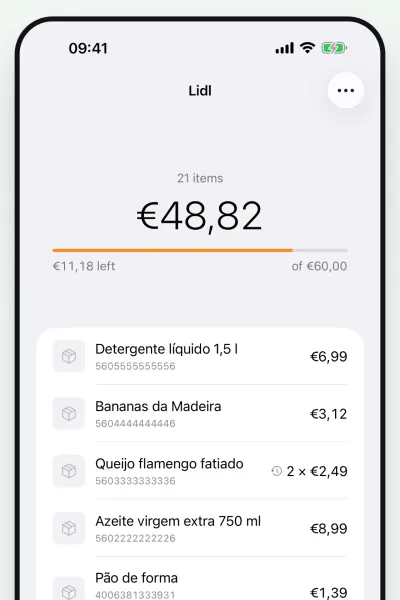 09:41
Lidl
21 items
€48,82
€11,18 left
of €60,00
Detergente líquido 1,5 l
€6,99
5605555555556
Bananas da Madeira
€3,12
5604444444446
Queijo flamengo fatiado
2 × €2,49
5603333333336
Azeite virgem extra 750 ml
€8,99
5602222222226
Pão de forma
€1,39
4006381333931